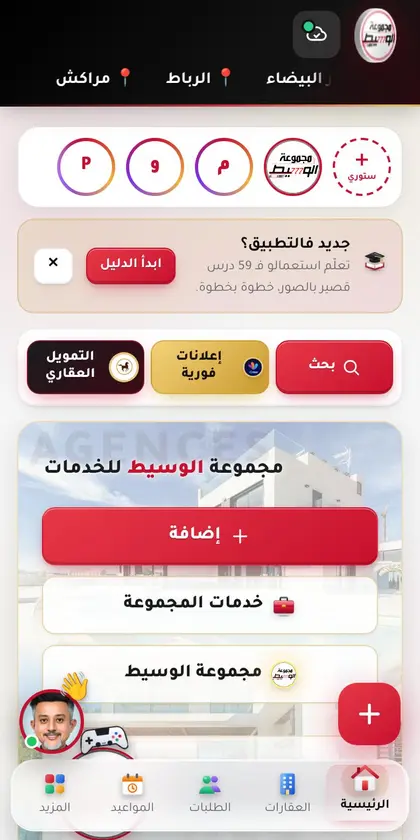 البيضاء
الرباط
مراكش
ستوري
مجموعة
الوسيط
م
و
P
جديد فالتطبيق؟
تعلّم استعمالو فـ 59 درس
قصير بالصور، خطوة بخطوة.
ابدأ الدليل
×
بحث
إعلانات
فورية
التمويل
العقاري
AGENCES
مجموعة الوسيط للخدمات
+ إضافة
خدمات المجموعة
مجموعة الوسيط
+
الرئيسية
العقارات
الطلبات
المواعيد
المزيد